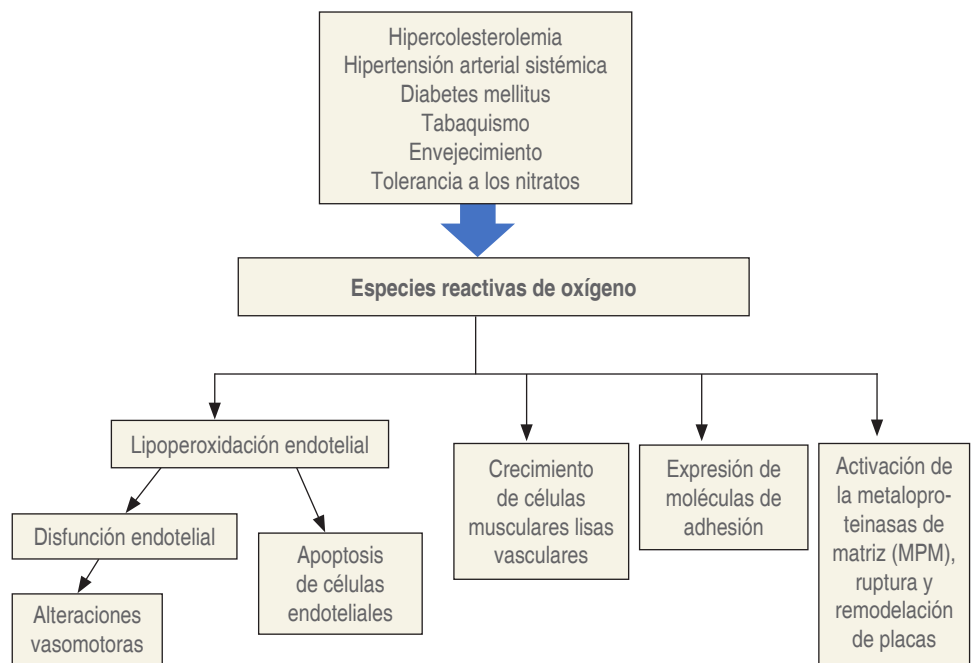 Hipercolesterolemia
Hipertensión arterial sistémica
Diabetes mellitus
Tabaquismo
Envejecimiento
Tolerancia a los nitratos
Especies reactivas de oxígeno
Lipoperoxidación endotelial
Disfunción endotelial
Alteraciones
vasomotoras
Apoptosis
de células
endoteliales
Crecimiento
de células
musculares lisas
vasculares
Expresión de
moléculas de
adhesión
Activación de
la metalopro-
teinasas de
matriz (MPM),
ruptura y
remodelación
de placas